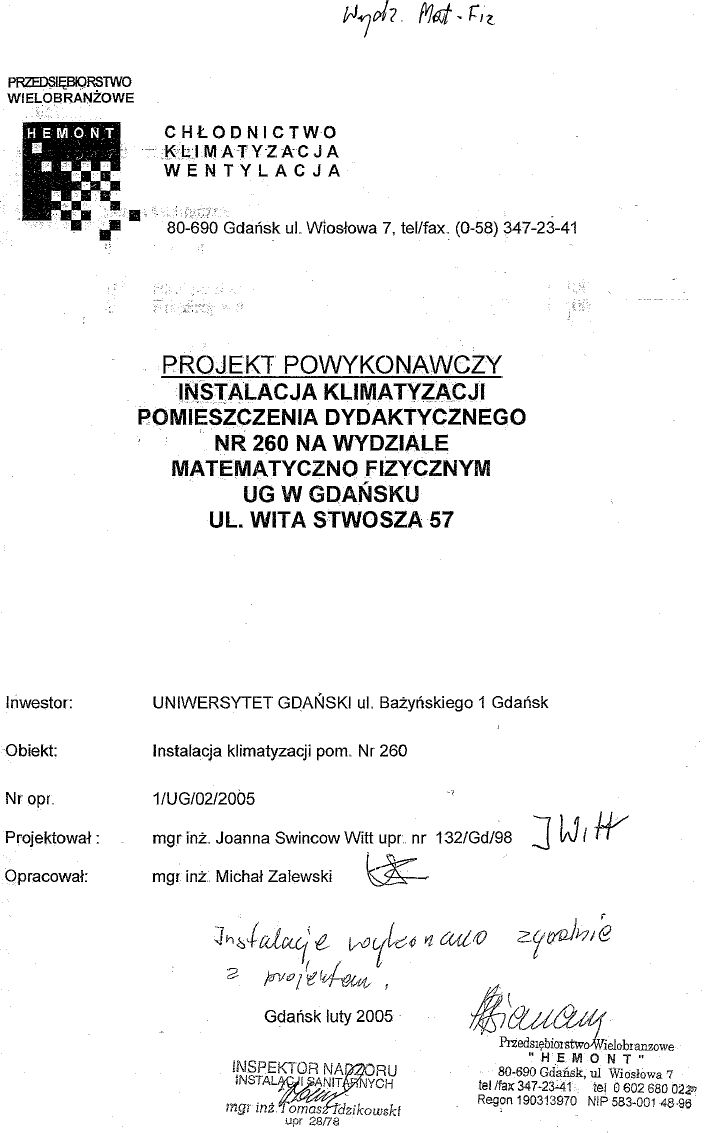 Wydz. Mat-Fiz
PRZEDSIĘBIORSTWO
WIELOBRANŻOWE
HEMONT
CHŁODNICTWO
KLIMATYZACJA
WENTYLACJA
80-690 Gdańsk ul. Wiosłowa 7, tel/fax. (0-58) 347-23-41
PROJEKT POWYKONAWCZY
INSTALACJA KLIMATYZACJI
POMIESZCZENIA DYDAKTYCZNEGO
NR 260 NA WYDZIALE
MATEMATYCZNO FIZYCZNYM
UG W GDAŃSKU
UL. WITA STWOSZA 57
Inwestor: UNIWERSYTET GDAŃSKI ul. Bażyńskiego 1 Gdańsk
Obiekt: Instalacja klimatyzacji pom. Nr 260
Nr opr. 1/UG/02/2005
Projektował : mgr inż. Joanna Swincow Witt upr. nr 132/Gd/98 JWitt
Opracował: mgr inż. Michał Zalewski
Instalację wykonano zgodnie
z projektem.
Gdańsk luty 2005
Przedsiębiorstwo Wielobranżowe
"HEMONT"
80-690 Gdańsk, ul Wiosłowa 7
tel/fax 347-23-41 tel 0 602 680 022
Regon 190313970 NIP 583-001-48-96
INSPEKTOR NADZORU
INSTALACJI SANITARNYCH
mgr inż. Tomasz Idzikowski
upr 28/78